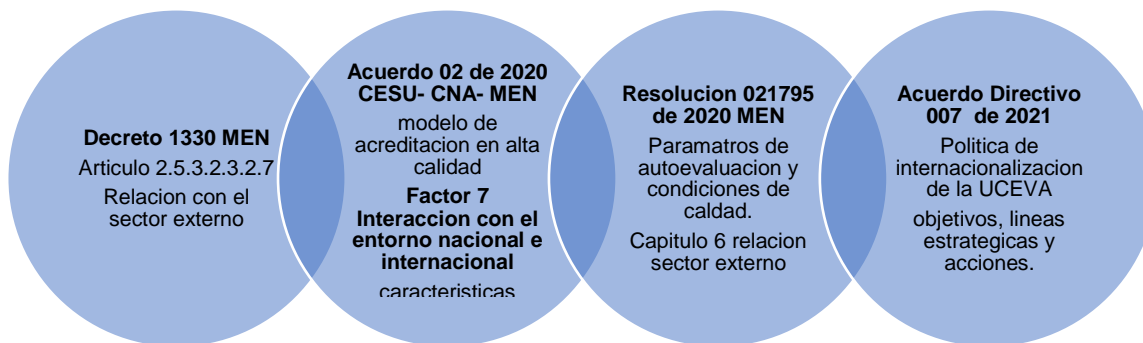 Decreto 1330 MEN
Articulo 2.5.3.2.3.2.7
Relacion con el
sector externo
Acuerdo 02 de 2020
CESU- CNA- MEN
modelo de
acreditacion en alta
calidad
Factor 7
Interaccion con el
entorno nacional e
internacional
caracteristicas
Resolucion 021795
de 2020 MEN
Paramatros de
autoevaluacion y
condiciones de
caldad.
Capitulo 6 relacion
sector externo
Acuerdo Directivo
007 de 2021
Politica de
internacionalizacion
de la UCEVA
objetivos, lineas
estrategicas y
acciones.